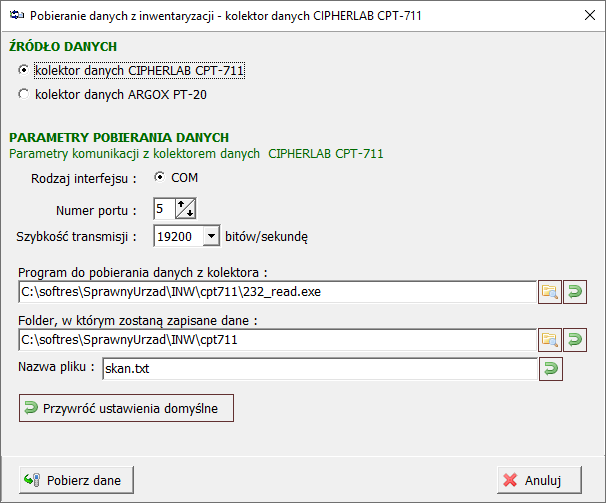 Pobieranie danych z inwentaryzacji - kolektor danych CIPHERLAB CPT-711
ŹRÓDŁO DANYCH
kolektor danych CIPHERLAB CPT-711
kolektor danych ARGOX PT-20
PARAMETRY POBIERANIA DANYCH
Parametry komunikacji z kolektorem danych CIPHERLAB CPT-711
Rodzaj interfejsu : COM
Numer portu : 5
Szybkość transmisji : 19200 bitów/sekundę
Program do pobierania danych z kolektora :
C:\softres\SprawnyUrzad\INW\cpt711\232_read.exe
Folder, w którym zostaną zapisane dane :
C:\softres\SprawnyUrzad\INW\cpt711
Nazwa pliku : skan.txt
Przywróć ustawienia domyślne
Pobierz dane Anuluj